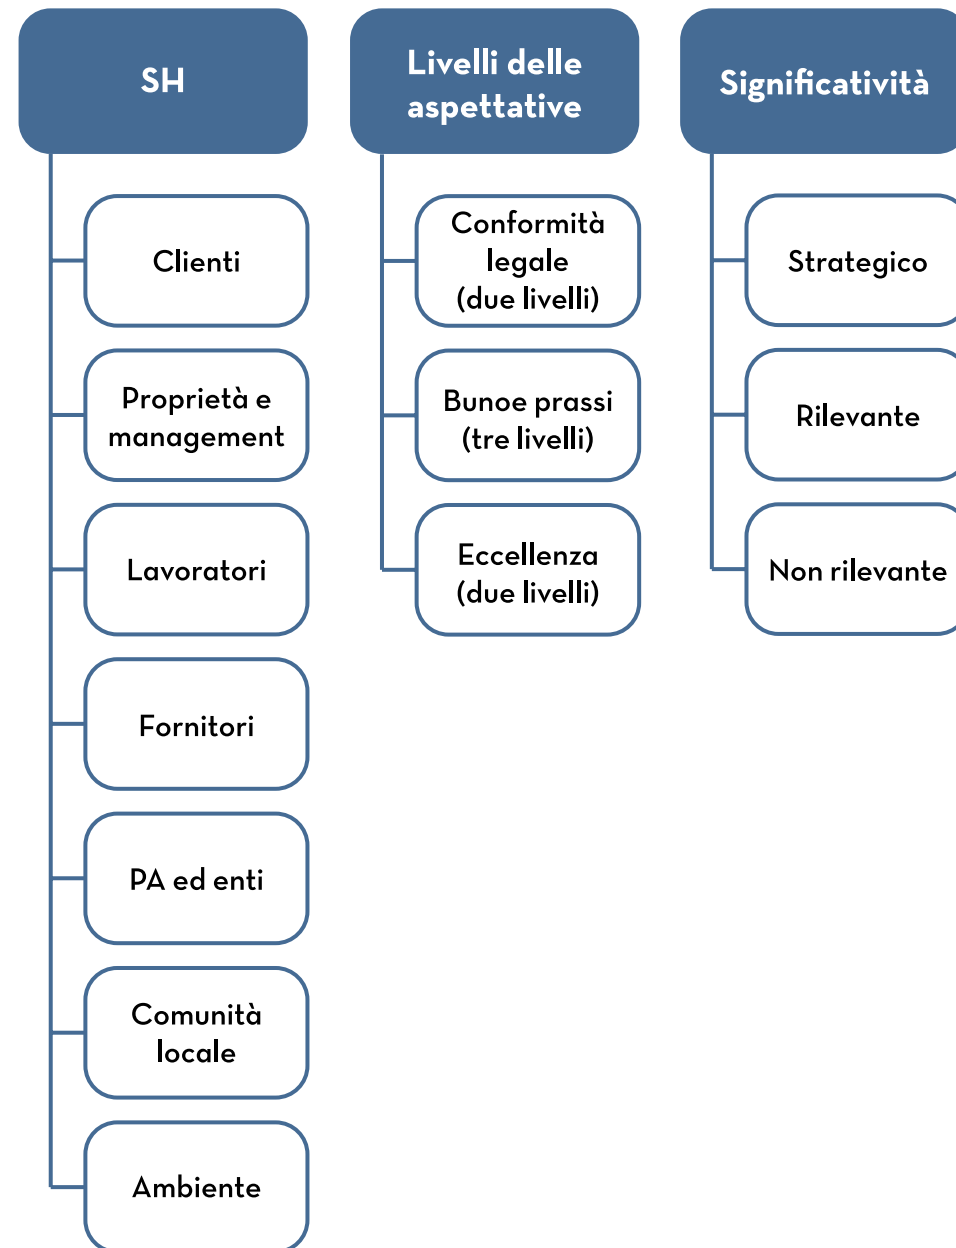 SH
Clienti
Proprietà e
management
Lavoratori
Fornitori
PA ed enti
Comunità
locale
Ambiente
Livelli delle
aspettative
Conformità
legale
(due livelli)
Bunoe prassi
(tre livelli)
Eccellenza
(due livelli)
Significatività
Strategico
Rilevante
Non rilevante